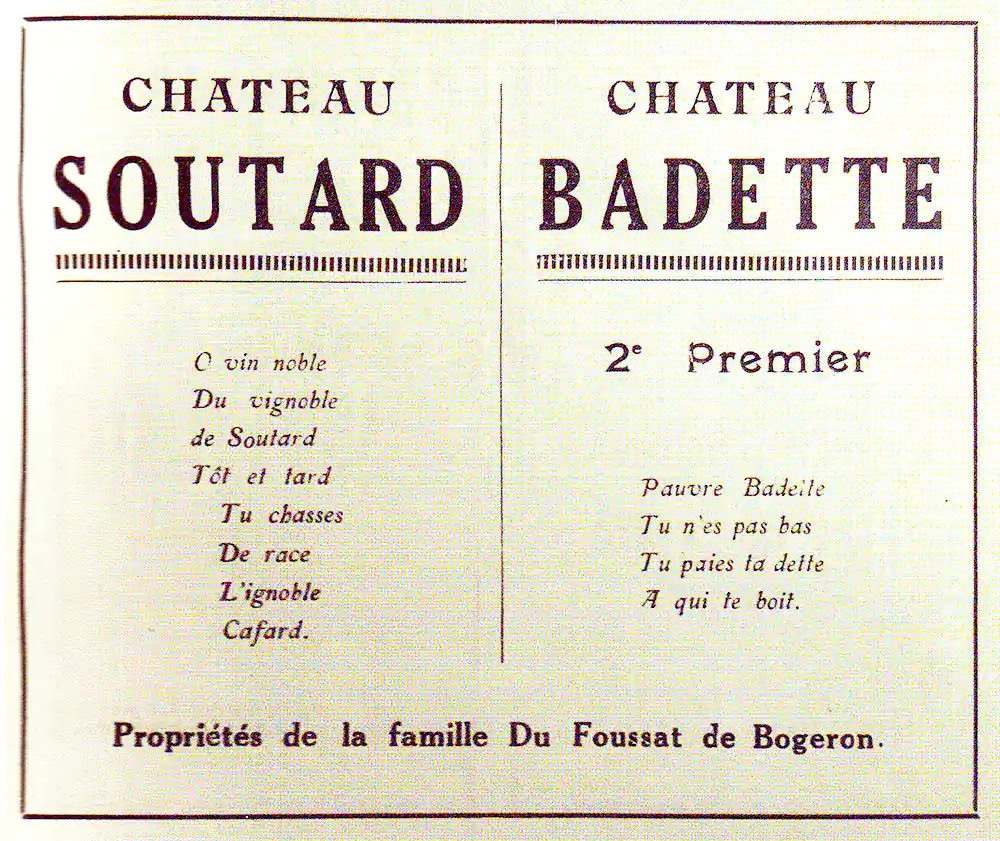 CHATEAU
SOUTARD
O vin noble
Du vignoble
de Soutard
Tôt et tard
Tu chasses
De race
L'ignoble
Cafard.
CHATEAU
BADETTE
2e Premier
Pauvre Badette
Tu n'es pas bas
Tu paies ta dette
A qui te boit.
Propriétés de la famille Du Foussat de Bogeron.